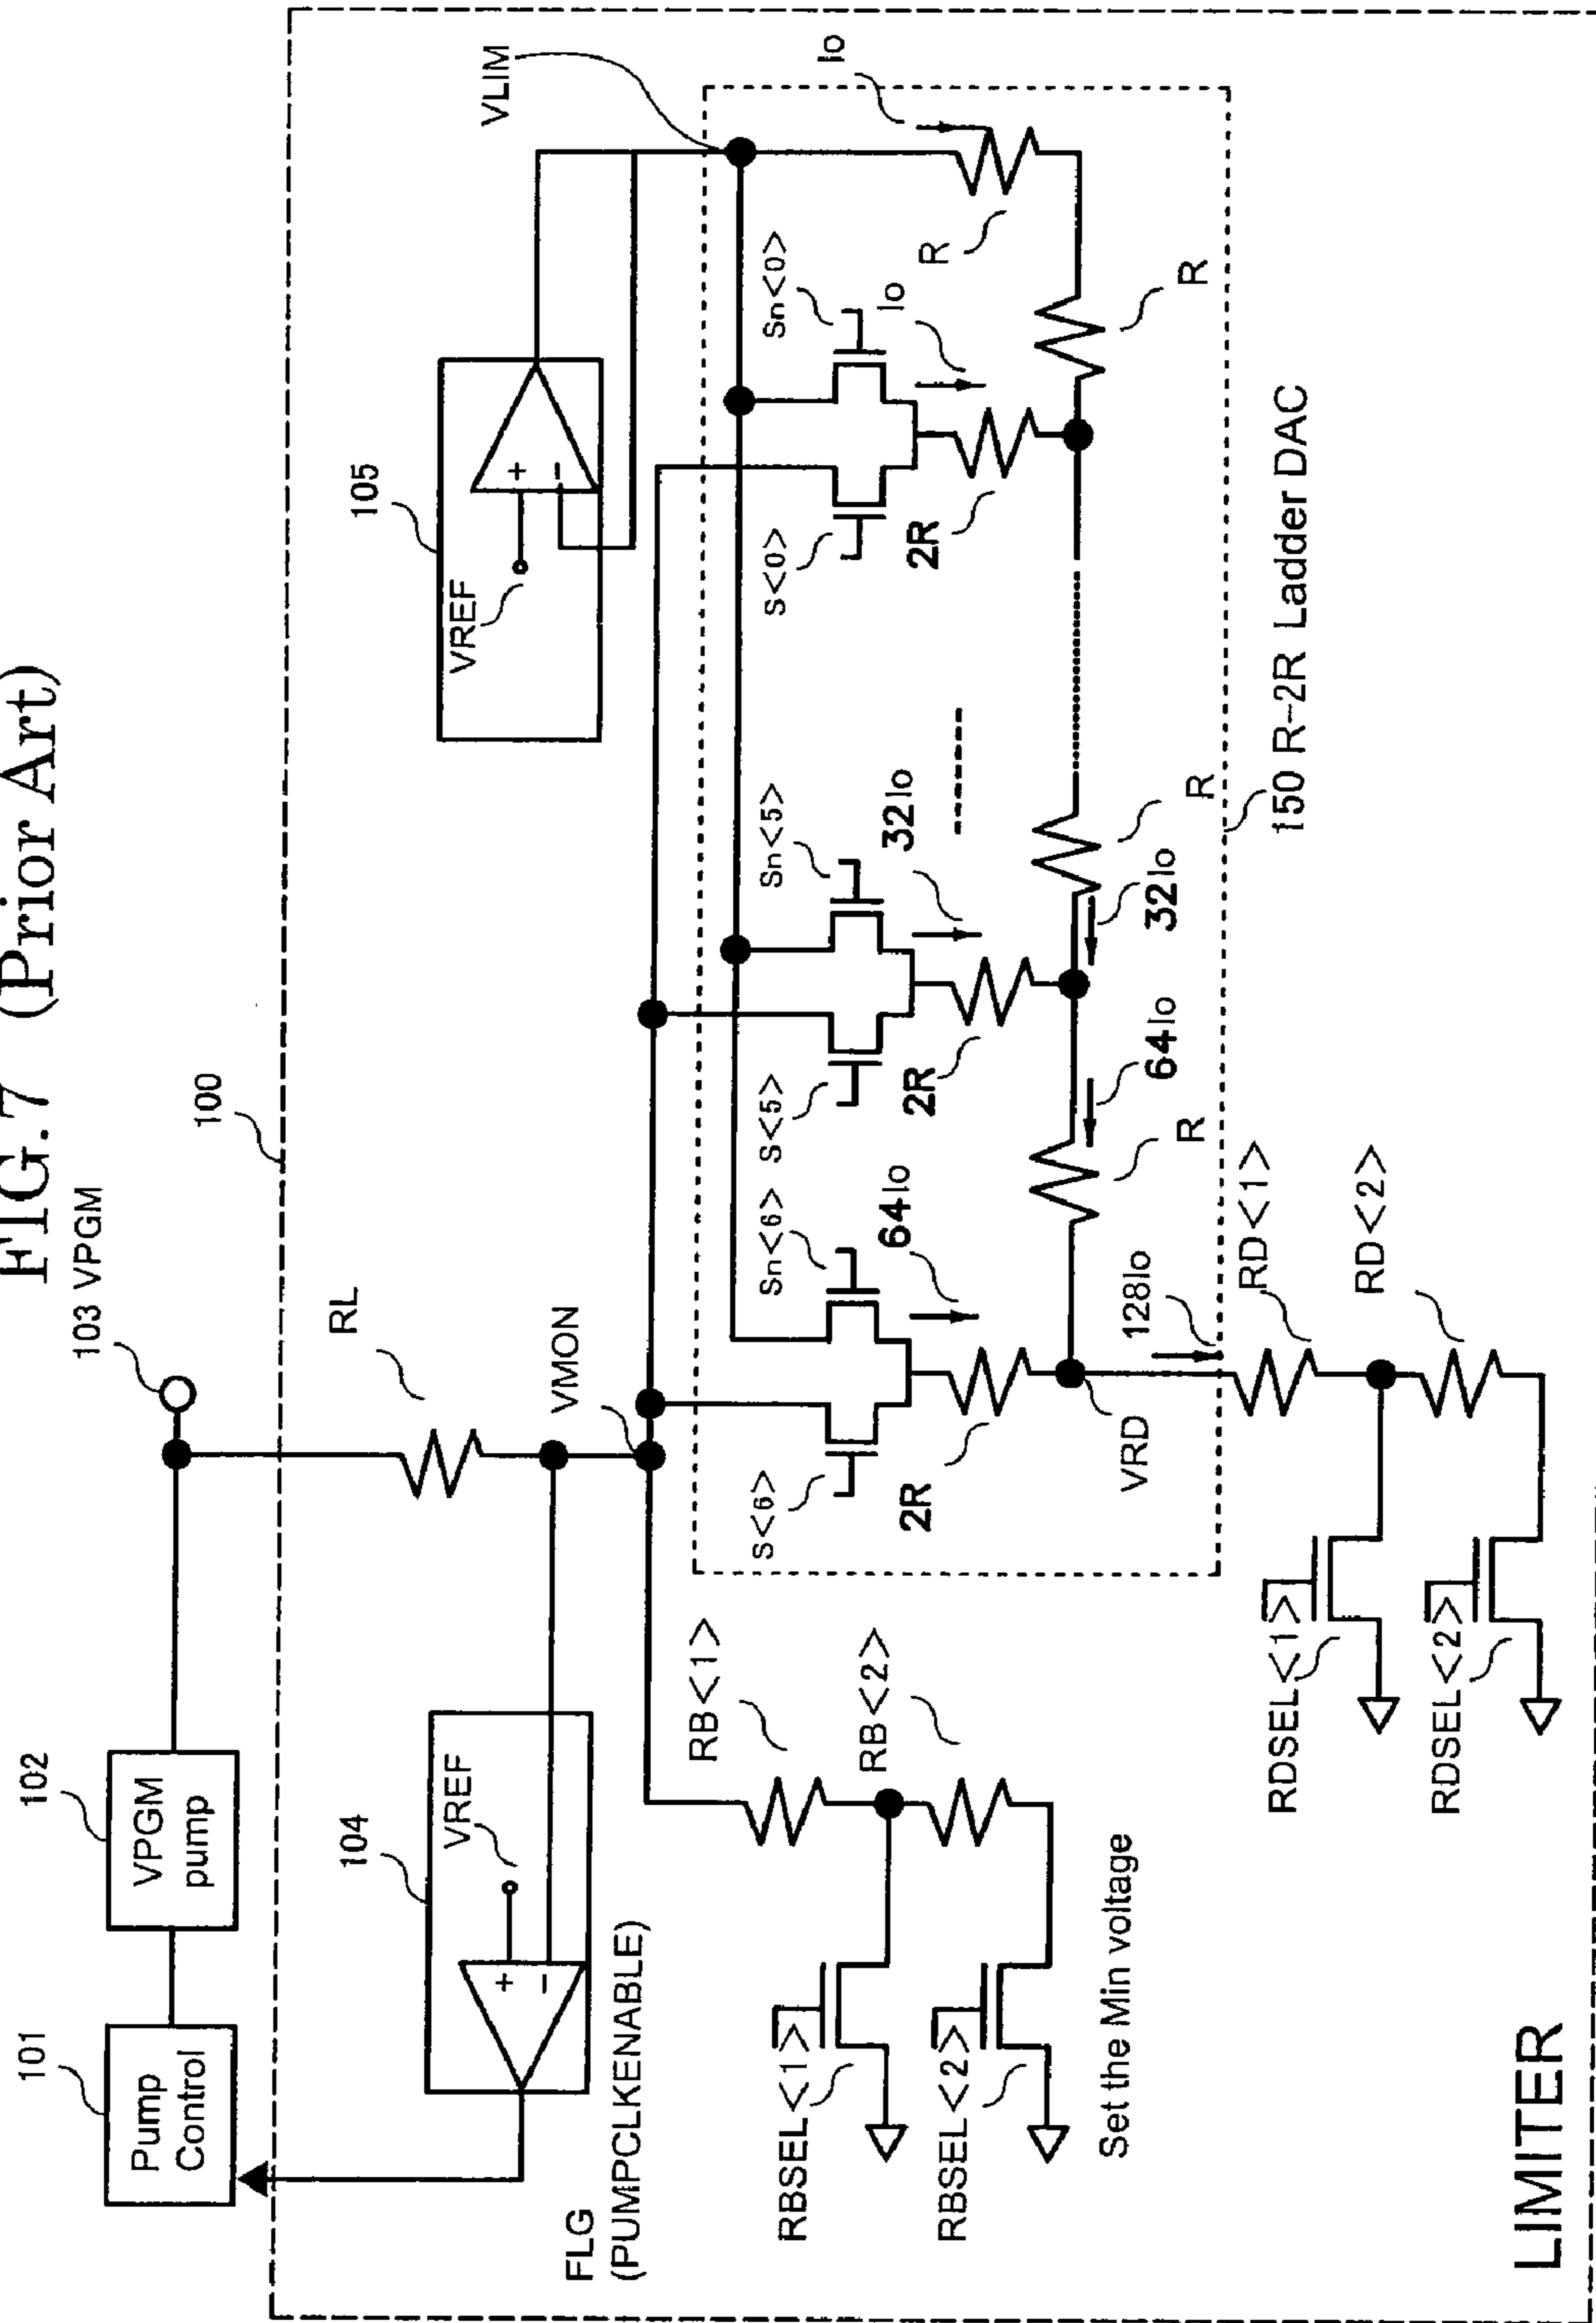 FIG.7 (Prior Art)
103 VPGM
101
Pump
Control
102
VPGM
pump
100
RL
104
VREF
+
−
FLG
(PUMPCLKENABLE)
VMON
105
VREF
+
−
VLIM
RB<1>
RB<2>
RBSEL<1>
RBSEL<2>
Set the Min voltage
S<6>
Sn<6>
64Io
2R
S<5>
Sn<5>
32Io
2R
S<0>
Sn<0>
Io
2R
Io
R
R
R
32Io
64Io
R
VRD
128Io
150 R-2R Ladder DAC
RD<1>
RD<2>
RDSEL<1>
RDSEL<2>
LIMITER